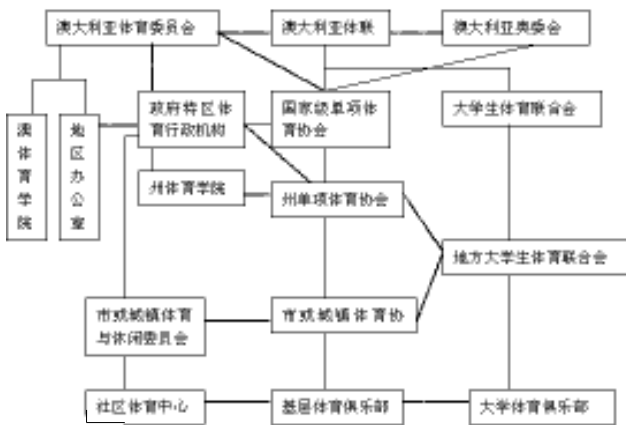 澳大利亚体育委员会
澳大利亚体联
澳大利亚奥委会
澳体育学院
地区办公室
政府特区体
育行政机构
国家级单项体
育协会
大学生体育联合会
州体育学院
州单项体育协会
地方大学生体育联合会
市或城镇体育
与休闲委员会
市或城镇体育协
社区体育中心
基层体育俱乐部
大学体育俱乐部